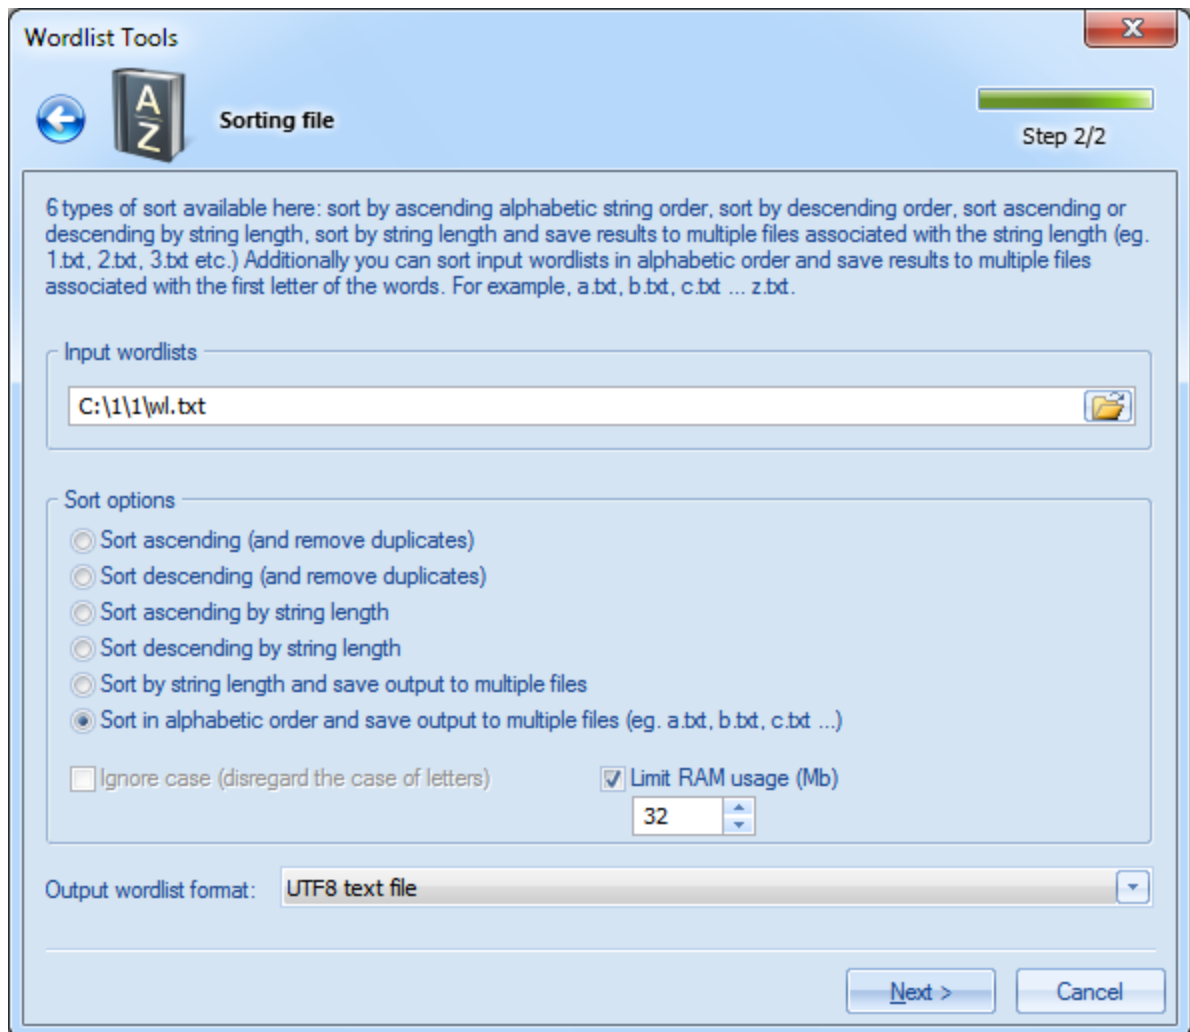 Wordlist Tools
A
Z
Sorting file
Step 2/2
6 types of sort available here: sort by ascending alphabetic string order, sort by descending order, sort ascending or
descending by string length, sort by string length and save results to multiple files associated with the string length (eg.
1.txt, 2.txt, 3.txt etc.) Additionally you can sort input wordlists in alphabetic order and save results to multiple files
associated with the first letter of the words. For example, a.txt, b.txt, c.txt ... z.txt.
Input wordlists
C:\1\1\wl.txt
Sort options
Sort ascending (and remove duplicates)
Sort descending (and remove duplicates)
Sort ascending by string length
Sort descending by string length
Sort by string length and save output to multiple files
Sort in alphabetic order and save output to multiple files (eg. a.txt, b.txt, c.txt ...)
Ignore case (disregard the case of letters)
Limit RAM usage (Mb)
32
Output wordlist format:
UTF8 text file
Next >
Cancel